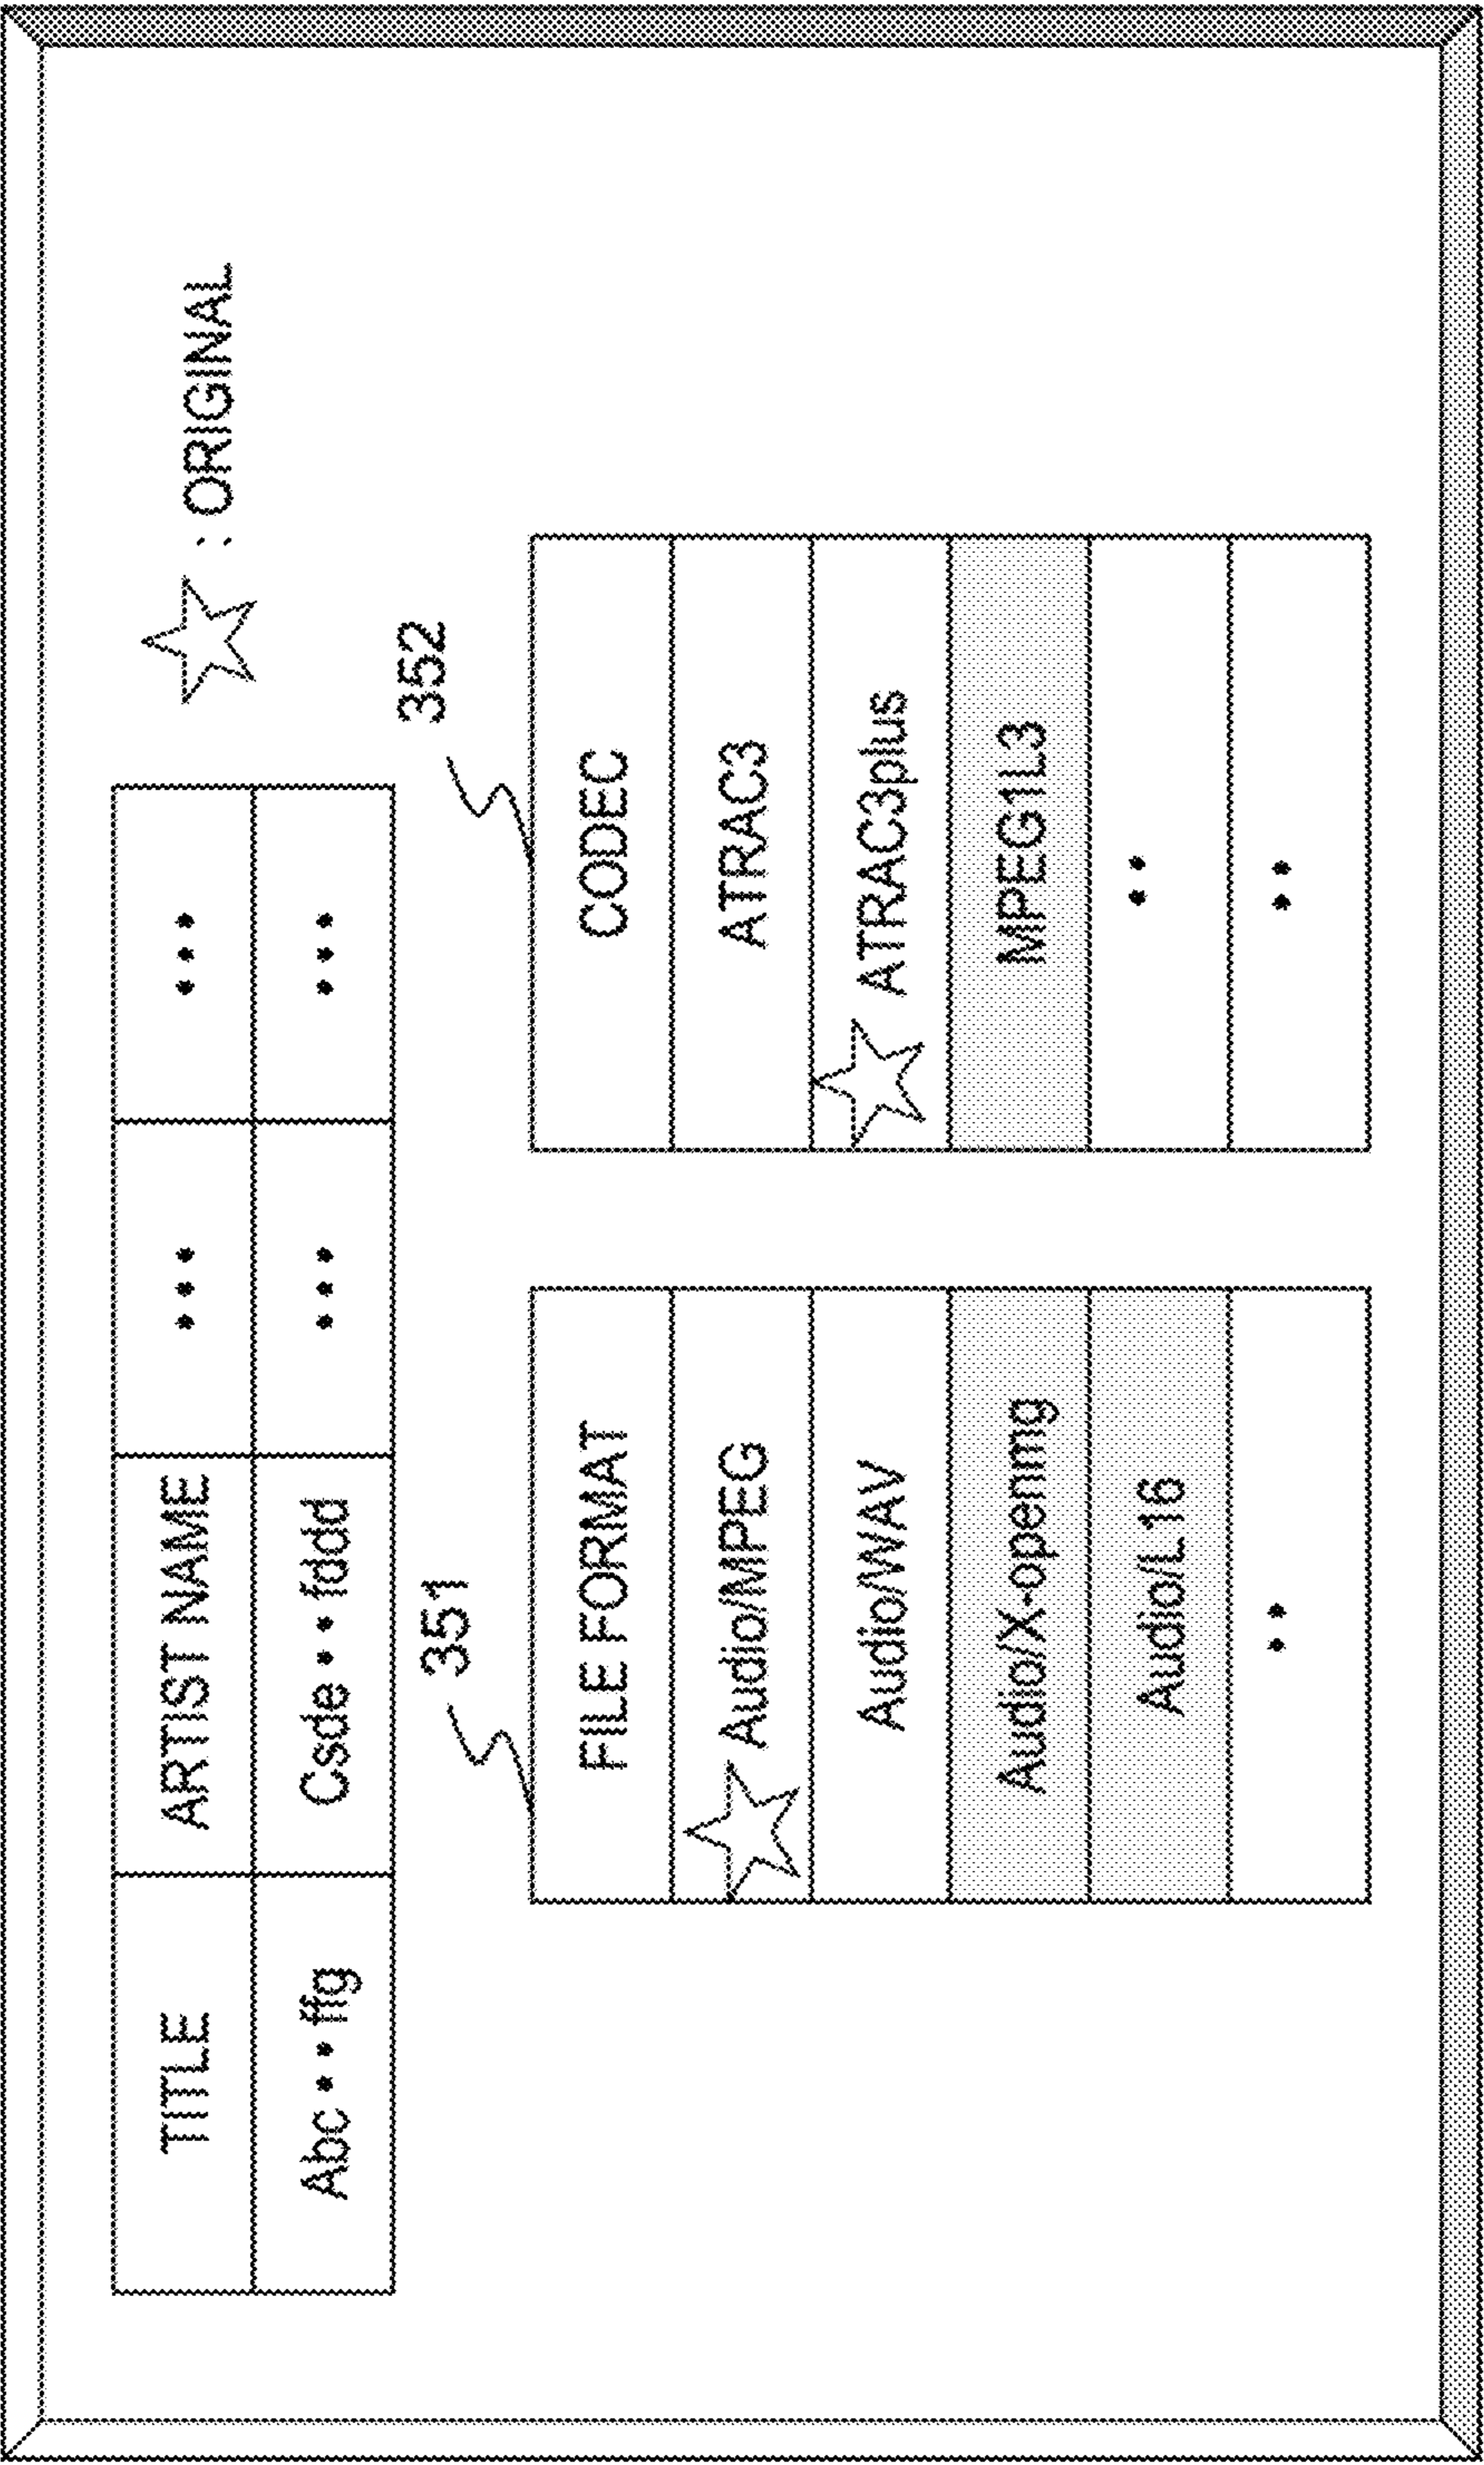 TITLE ARTIST NAME ••• •••
Abc • • ffg Csde • • fddd ••• •••
☆ : ORIGINAL
351
FILE FORMAT
☆ Audio/MPEG
Audio/WAV
Audio/X-openmg
Audio/L16
••
352
CODEC
ATRAC3
☆ ATRAC3plus
MPEG1L3
••
••